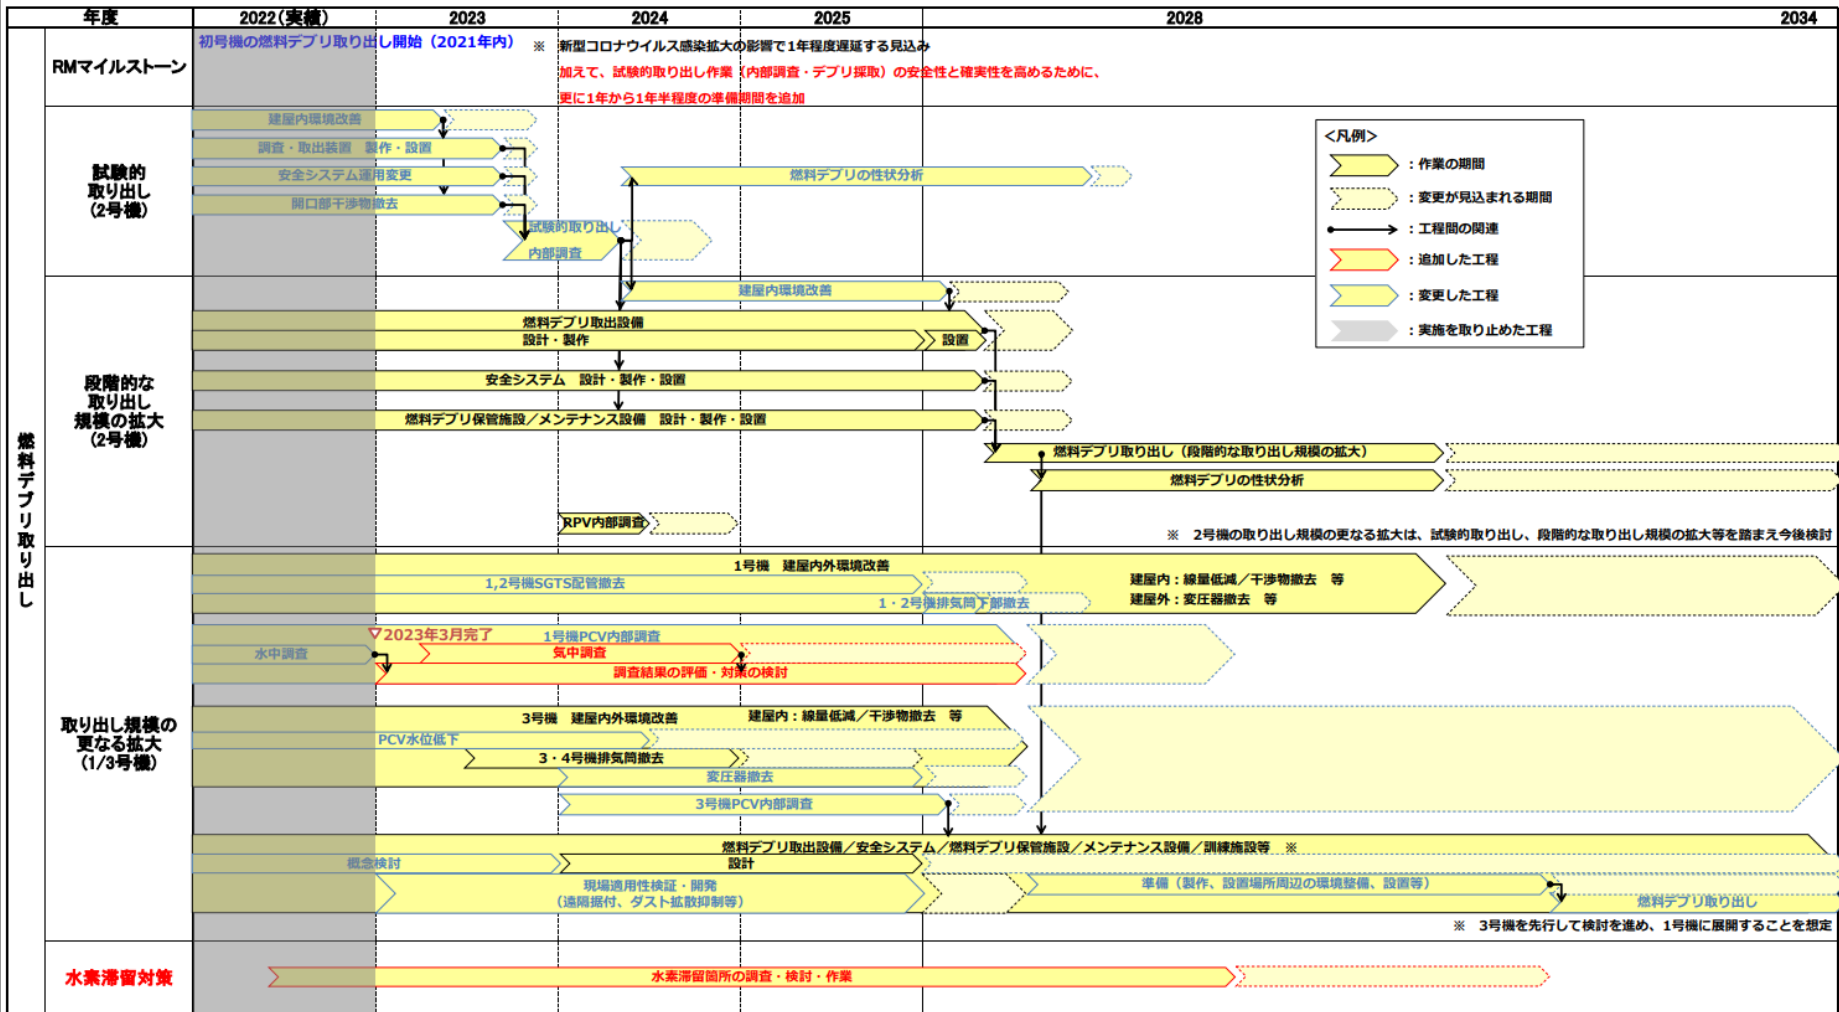 年度 2022(実績) 2023 2024 2025 2028 2034
燃料デブリ取り出し
RMマイルストーン
初号機の燃料デブリ取り出し開始（2021年内）
※ 新型コロナウイルス感染拡大の影響で1年程度遅延する見込み
加えて、試験的取り出し作業（内部調査・デブリ採取）の安全性と確実性を高めるために、
更に1年から1年半程度の準備期間を追加
試験的
取り出し
(2号機)
建屋内環境改善
調査・取出装置 製作・設置
安全システム運用変更
開口部干渉物撤去
試験的取り出し
内部調査
燃料デブリの性状分析
<凡例>
：作業の期間
：変更が見込まれる期間
：工程間の関連
：追加した工程
：変更した工程
：実施を取り止めた工程
段階的な
取り出し
規模の拡大
(2号機)
建屋内環境改善
燃料デブリ取出設備
設計・製作
設置
安全システム 設計・製作・設置
燃料デブリ保管施設／メンテナンス設備 設計・製作・設置
燃料デブリ取り出し（段階的な取り出し規模の拡大）
燃料デブリの性状分析
RPV内部調査
※ 2号機の取り出し規模の更なる拡大は、試験的取り出し、段階的な取り出し規模の拡大等を踏まえ今後検討
取り出し規模の
更なる拡大
(1/3号機)
1号機 建屋内外環境改善
1,2号機SGTS配管撤去
建屋内：線量低減／干渉物撤去 等
1・2号機排気筒下部撤去
建屋外：変圧器撤去 等
▽2023年3月完了
1号機PCV内部調査
水中調査
気中調査
調査結果の評価・対策の検討
3号機 建屋内外環境改善
建屋内：線量低減／干渉物撤去 等
PCV水位低下
3・4号機排気筒撤去
変圧器撤去
3号機PCV内部調査
燃料デブリ取出設備／安全システム／燃料デブリ保管施設／メンテナンス設備／訓練施設等 ※
概念検討
設計
現場適用性検証・開発
（遠隔据付、ダスト拡散抑制等）
準備（製作、設置場所周辺の環境整備、設置等）
燃料デブリ取り出し
※ 3号機を先行して検討を進め、1号機に展開することを想定
水素滞留対策
水素滞留箇所の調査・検討・作業